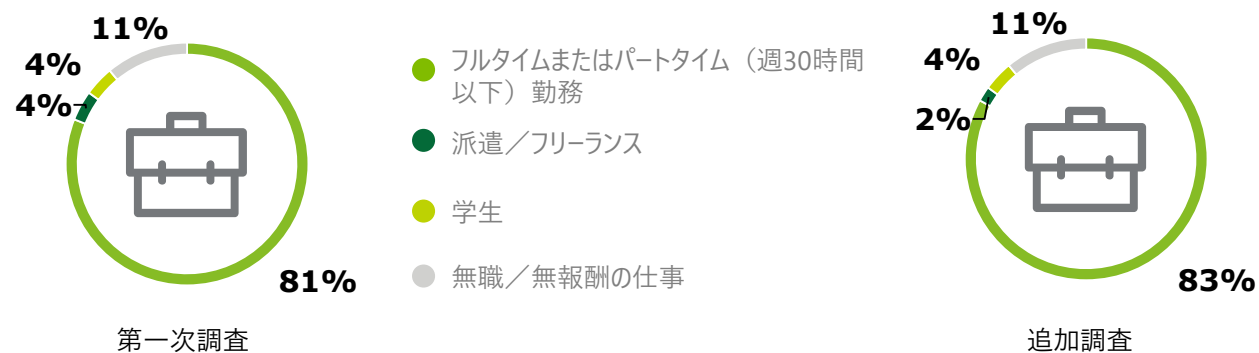 11%
4%
4%
81%
第一次調査
フルタイムまたはパートタイム（週30時間
以下）勤務
派遣／フリーランス
学生
無職／無報酬の仕事
11%
4%
2%
83%
追加調査